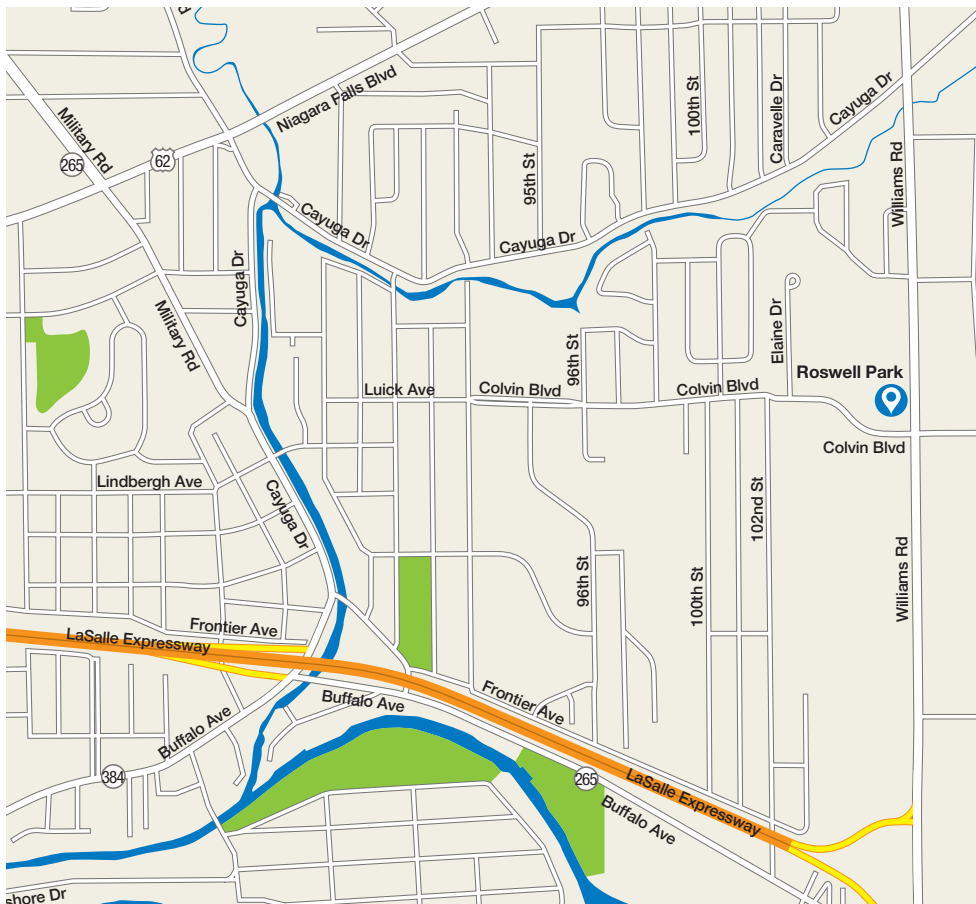 Rd
Niagara Falls Blvd
Military Rd
265
62
100th St
Caravelle Dr
Cayuga Dr
95th St
Williams Rd
Cayuga Dr
Cayuga Dr
Cayuga Dr
Military Rd
Elaine Dr
96th St
Roswell Park
Luick Ave
Colvin Blvd
Colvin Blvd
Colvin Blvd
Lindbergh Ave
Cayuga Dr
102nd St
Williams Rd
96th St
100th St
Frontier Ave
LaSalle Expressway
Buffalo Ave
Frontier Ave
Buffalo Ave
384
265
LaSalle Expressway
Buffalo Ave
shore Dr